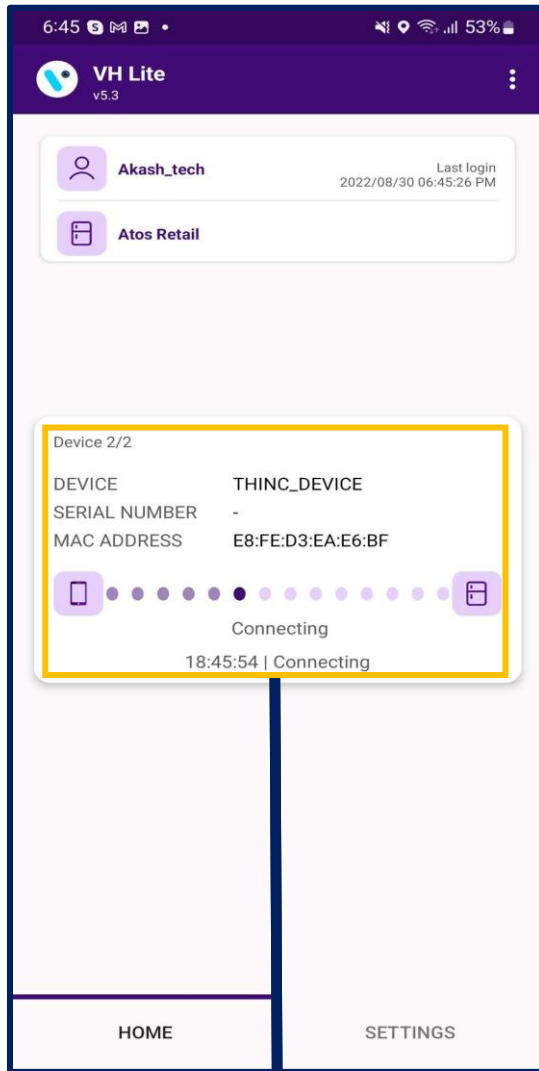 6:45 53%
VH Lite
v5.3
Akash_tech
Last login
2022/08/30 06:45:26 PM
Atos Retail
Device 2/2
DEVICE THINC_DEVICE
SERIAL NUMBER -
MAC ADDRESS E8:FE:D3:EA:E6:BF
Connecting
18:45:54 | Connecting
HOME SETTINGS